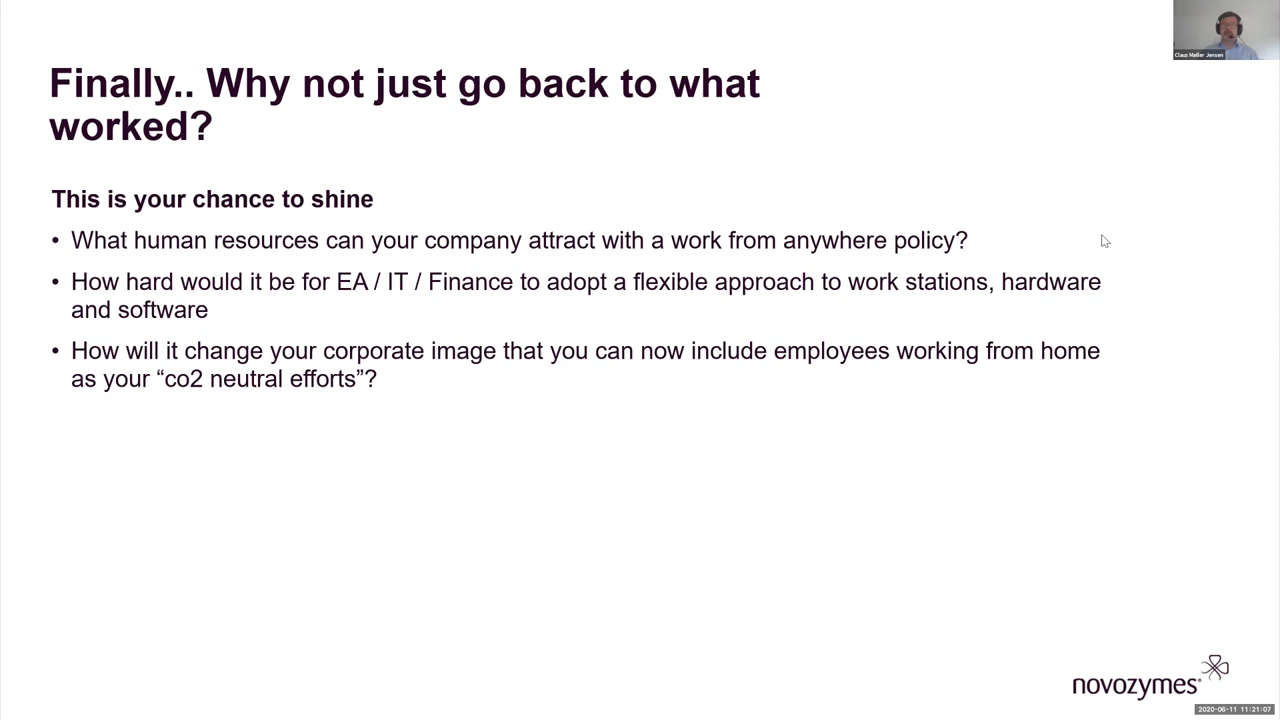 Claus Møller Jensen
Finally.. Why not just go back to what
worked?
This is your chance to shine
• What human resources can your company attract with a work from anywhere policy?
• How hard would it be for EA / IT / Finance to adopt a flexible approach to work stations, hardware
and software
• How will it change your corporate image that you can now include employees working from home
as your “co2 neutral efforts”?
novozymes®
2020-06-11 11:21:07